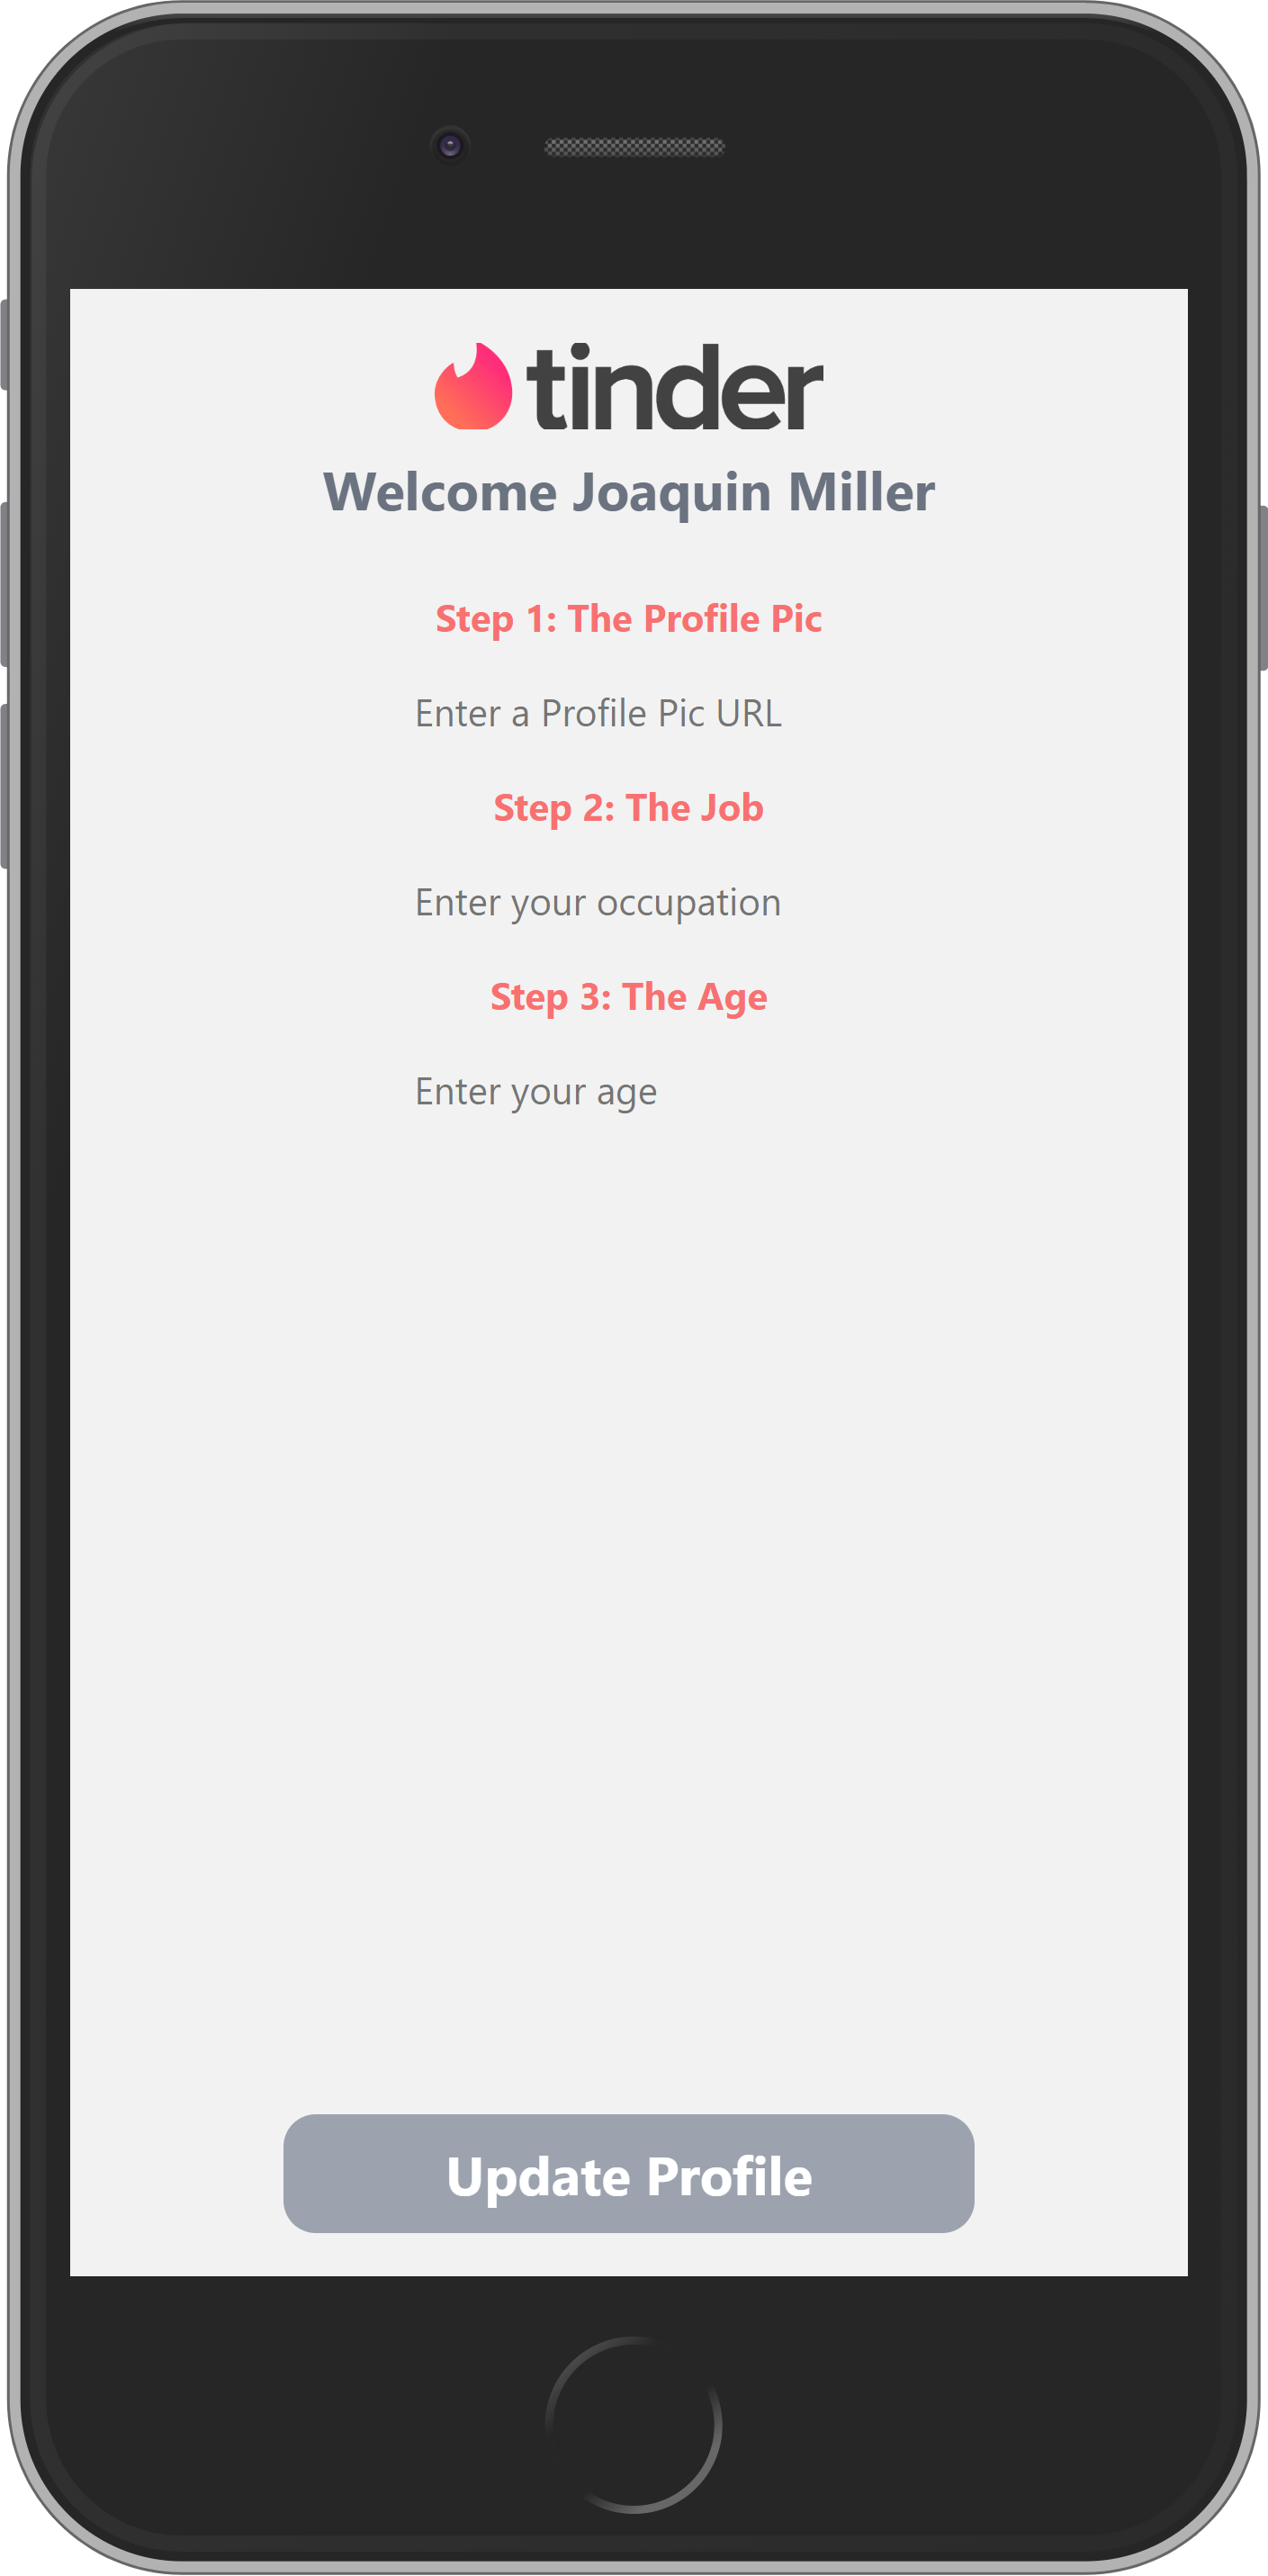 tinder
Welcome Joaquin Miller
Step 1: The Profile Pic
Enter a Profile Pic URL
Step 2: The Job
Enter your occupation
Step 3: The Age
Enter your age
Update Profile